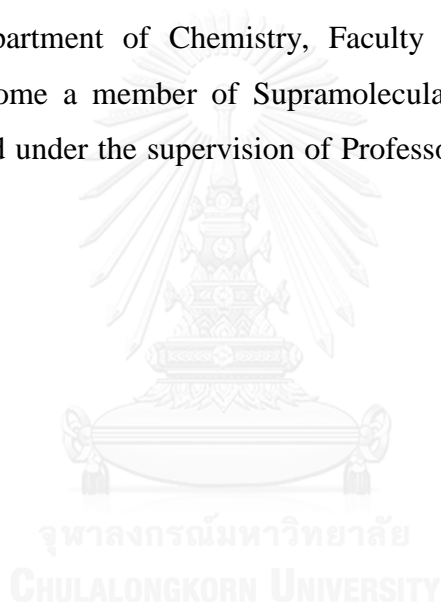 partment of Chemistry, Faculty
ome a member of Supramolecula
d under the supervision of Professo
จุฬาลงกรณ์มหาวิทยาลัย
CHULALONGKORN UNIVERSITY